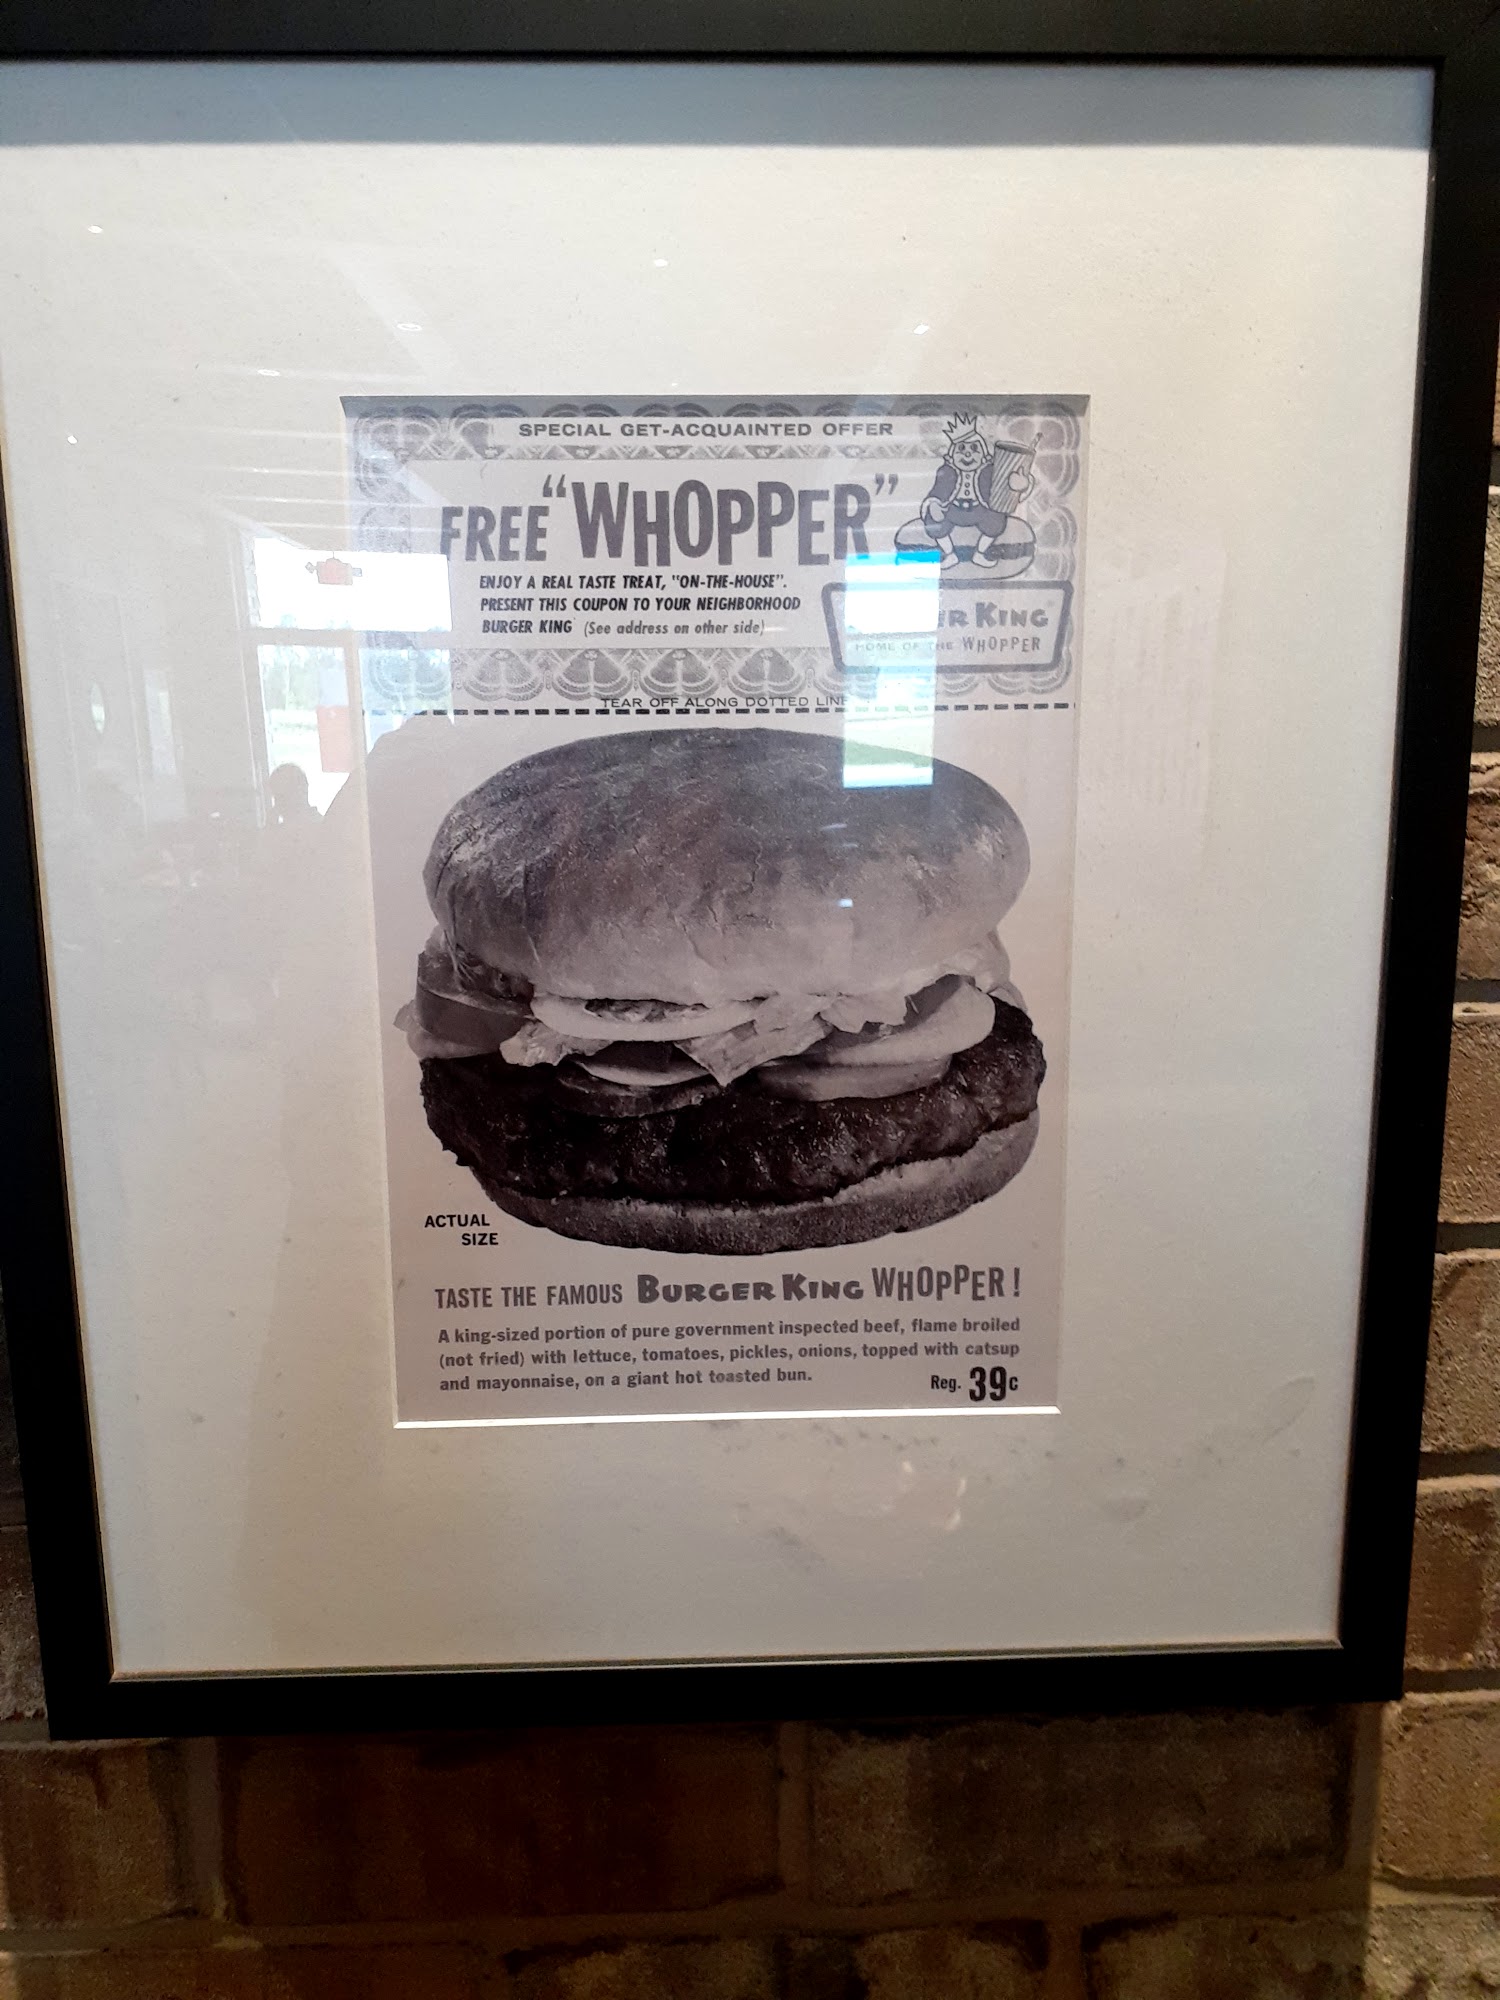 SPECIAL GET-ACQUAINTED OFFER
FREE "WHOPPER"
ENJOY A REAL TASTE TREAT, "ON-THE-HOUSE".
PRESENT THIS COUPON TO YOUR NEIGHBORHOOD
BURGER KING (See address on other side)
KING
HOME OF THE WHOPPER
TEAR OFF ALONG DOTTED LINE
ACTUAL
SIZE
TASTE THE FAMOUS BURGER KING WHOPPER!
A king-sized portion of pure government inspected beef, flame broiled
(not fried) with lettuce, tomatoes, pickles, onions, topped with catsup
and mayonnaise, on a giant hot toasted bun.
Reg. 39c